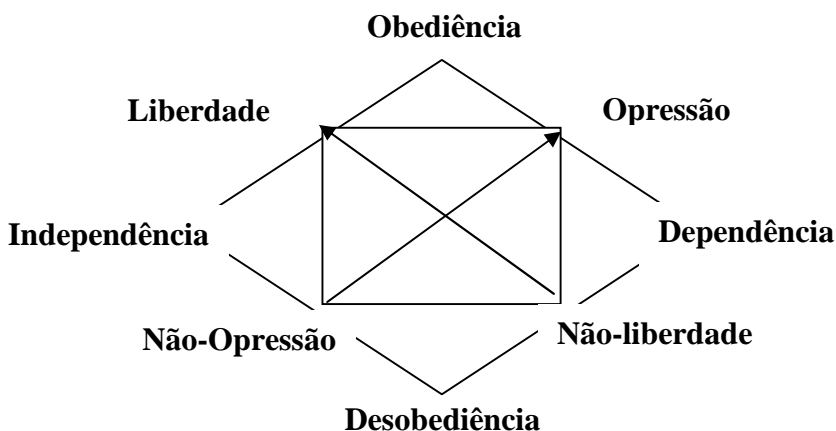 Obediência
Liberdade
Opressão
Independência
Dependência
Não-Opressão
Não-liberdade
Desobediência